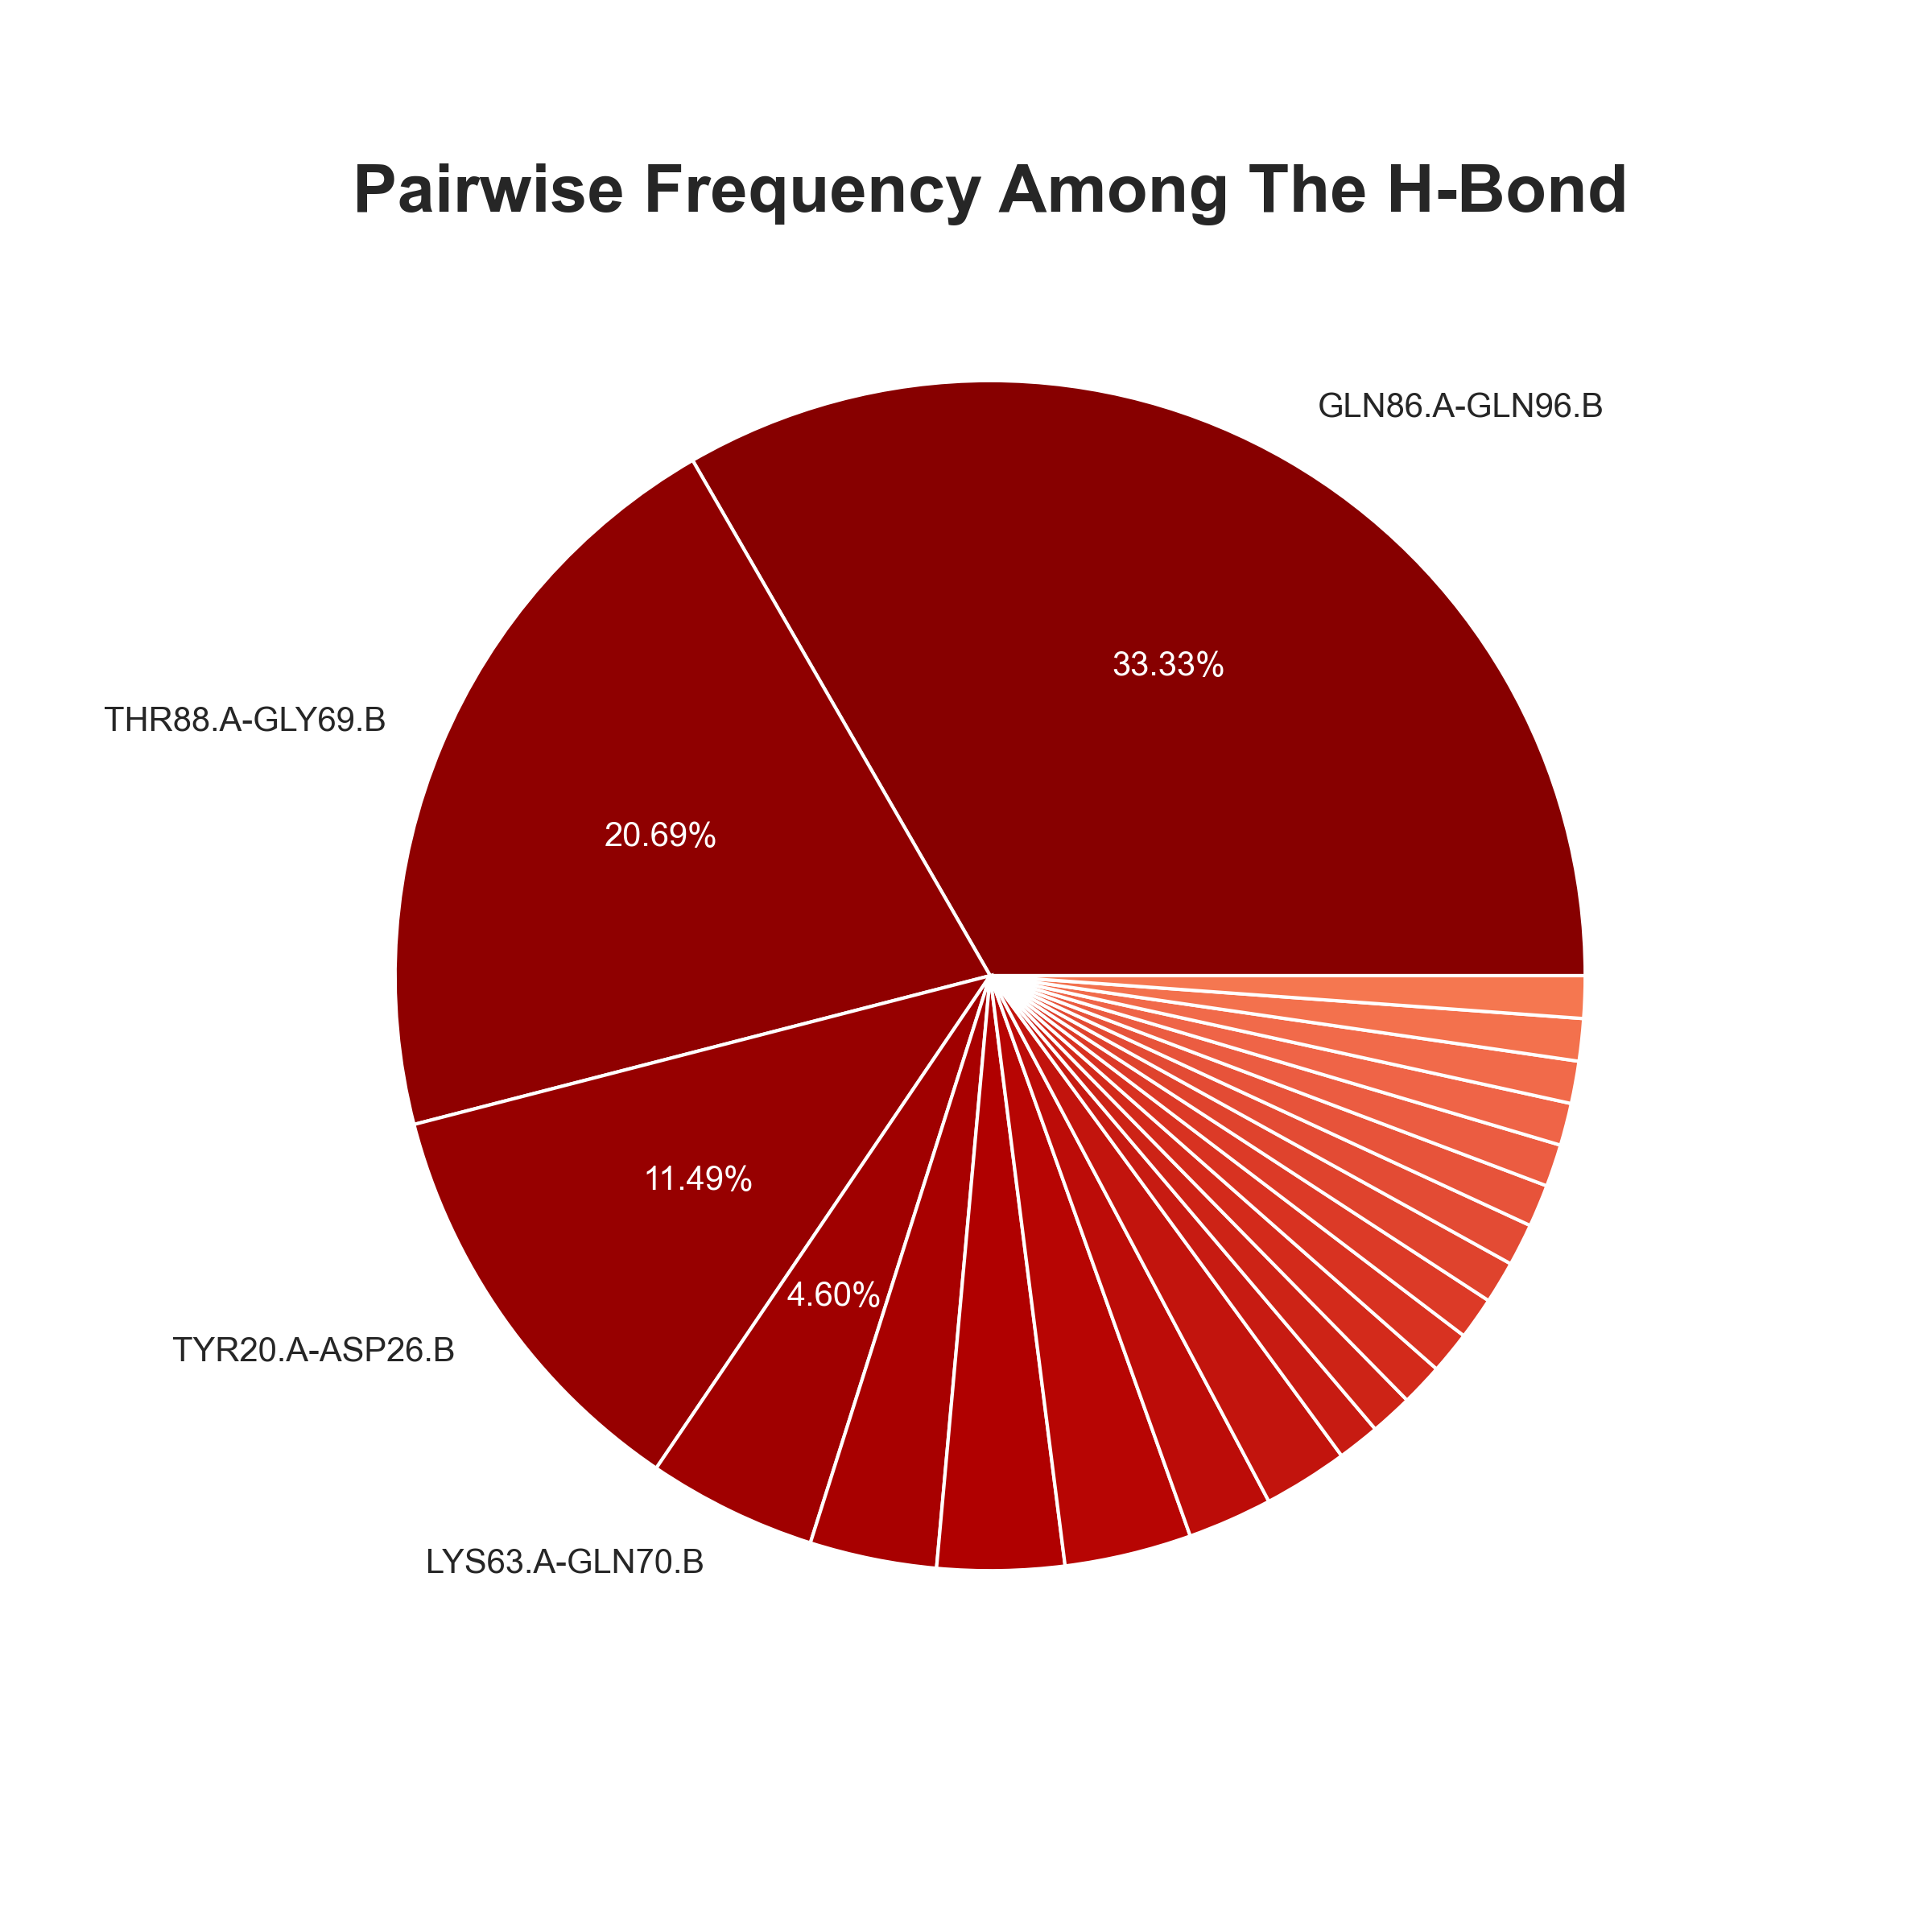 Pairwise Frequency Among The H-Bond
GLN86.A-GLN96.B
33.33%
THR88.A-GLY69.B
20.69%
11.49%
4.60%
TYR20.A-ASP26.B
LYS63.A-GLN70.B